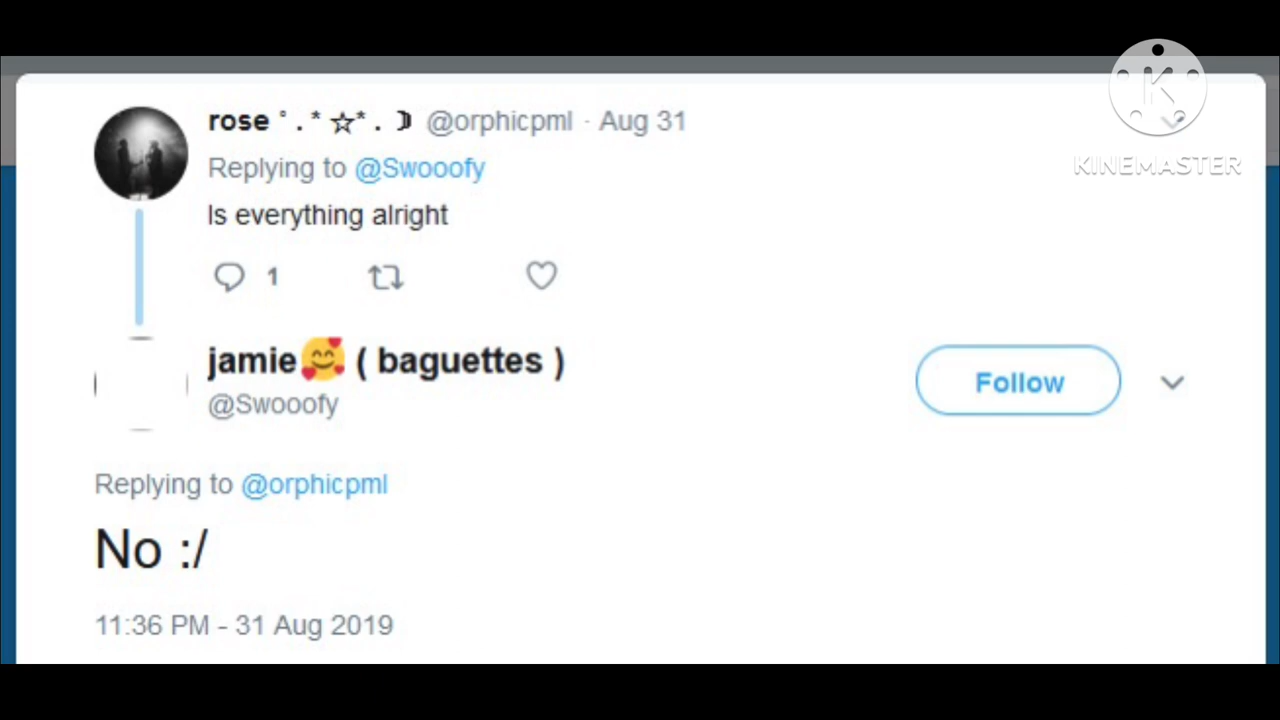 rose ˚ . * ☆* . ☽ @orphicpml · Aug 31
Replying to @Swooofy
Is everything alright
1
jamie🥰 ( baguettes )
@Swooofy
Follow
Replying to @orphicpml
No :/
11:36 PM - 31 Aug 2019
KINEMASTER